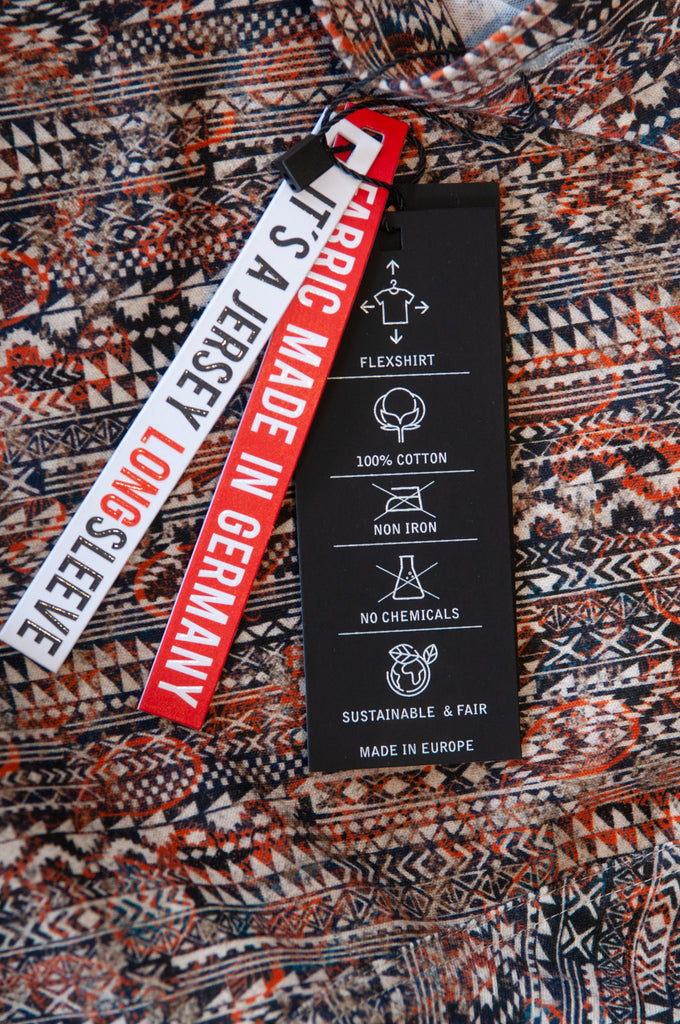 IT'S A JERSEY LONGSLEEVE
FABRIC MADE IN GERMANY
FLEXSHIRT
100% COTTON
NON IRON
NO CHEMICALS
SUSTAINABLE & FAIR
MADE IN EUROPE